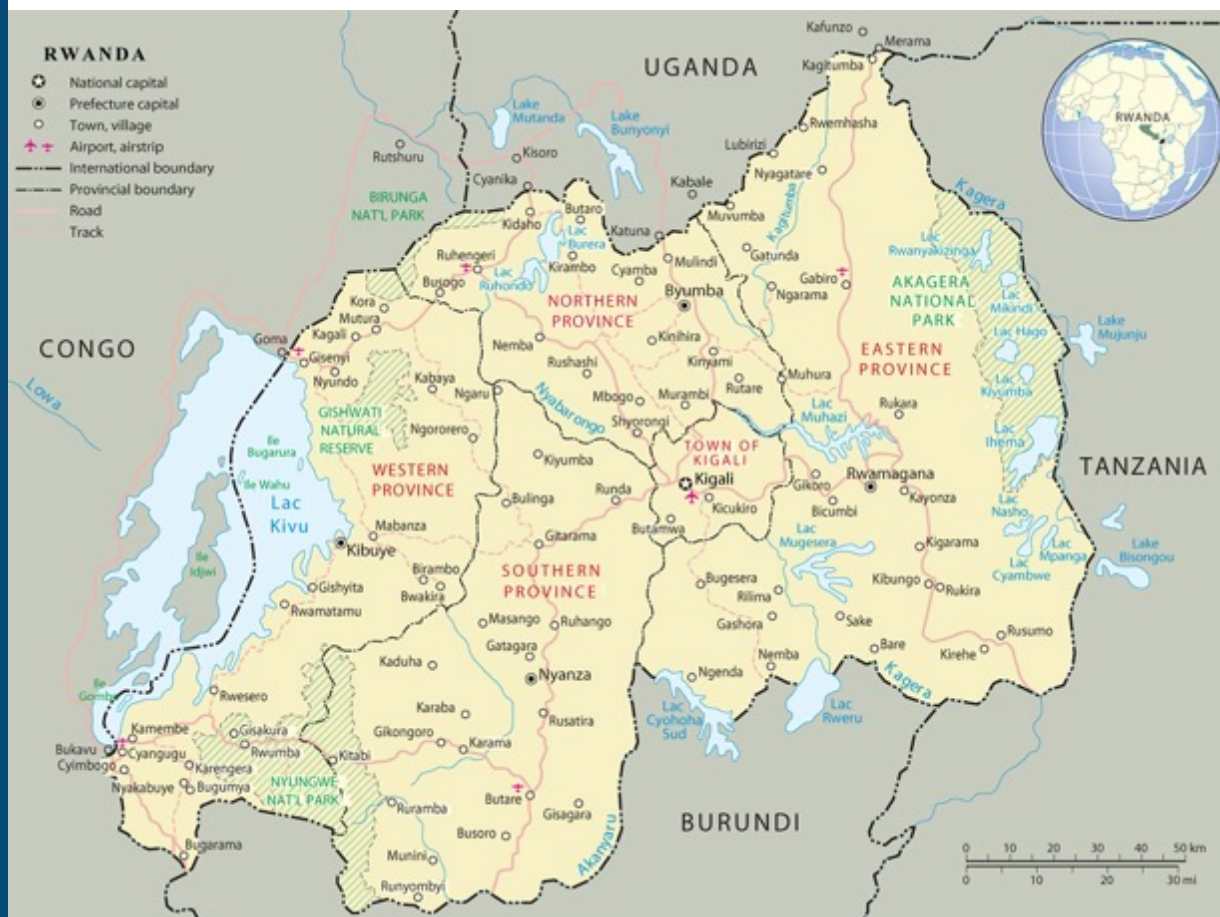 RWANDA
National capital
Prefecture capital
Town, village
Airport, airstrip
International boundary
Provincial boundary
Road
Track
UGANDA
CONGO
TANZANIA
BURUNDI
RWANDA
Kafunzo
Merama
Kagitumba
Lake
Mutanda
Lake
Bunyonyi
Rwemhasha
Lubirizi
Nyagatare
Rutshuru
Kisoro
Cyanika
Kabale
BIRUNGA
NAT'L PARK
Kidaho
Butaro
Katuna
Muvumba
Kagitumba
Kagera
Lac
Burera
Lac
Rwanyakizinga
Ruhengeri
Kirambo
Cyamba
Mulindi
Gatunda
Gabiro
Busogo
Lac
Ruhondo
Byumba
Ngarama
AKAGERA
NATIONAL
PARK
Lac
Mikindi
Kora
NORTHERN
PROVINCE
Mutura
Kagali
Nemba
Kinihira
Lac Hago
Lake
Mujunju
Goma
Gisenyi
Nyundo
Rushashi
Kinyami
EASTERN
PROVINCE
Lowa
Kabaya
Ngaru
Nyabarongo
Mbogo
Murambi
Rutare
Muhura
Lac
Kivumba
GISHWATI
NATURAL
RESERVE
Ngororero
Shyorongi
Lac
Muhazi
Rukara
Lac
Ihema
Ile
Bugarura
Ile Wahu
WESTERN
PROVINCE
Kiyumba
TOWN OF
KIGALI
Kigali
Rwamagana
Gikoro
Kayonza
Lac
Kivu
Bulinga
Runda
Kicukiro
Bicumbi
Lac
Nasho
Butamwa
Mabanza
Kibuye
Gitarama
Lac
Mugesera
Kigarama
Lac
Mpanga
Lac
Cyambwe
Lake
Bisongou
Ile
Idjwi
Birambo
Bwakira
SOUTHERN
PROVINCE
Bugesera
Rilima
Kibungo
Rukira
Gishyita
Rwamatamu
Masango
Ruhango
Gashora
Sake
Rusumo
Gatagara
Kaduha
Nyanza
Nemba
Bare
Kirehe
Ngenda
Kagera
Ile
Gombo
Rwesero
Karaba
Rusatira
Lac
Cyohoha
Sud
Lac
Rweru
Kamembe
Gisakura
Gikongoro
Karama
Bukavu
Cyangugu
Rwumba
Kitabi
Cyimbogo
Karengera
Nyakabuye
Bugumya
NYUNGWE
NAT'L PARK
Ruramba
Butare
Gisagara
Busoro
Akanyaru
Bugarama
Munini
Runyombyi
0 10 20 30 40 50 km
0 10 20 30 mi